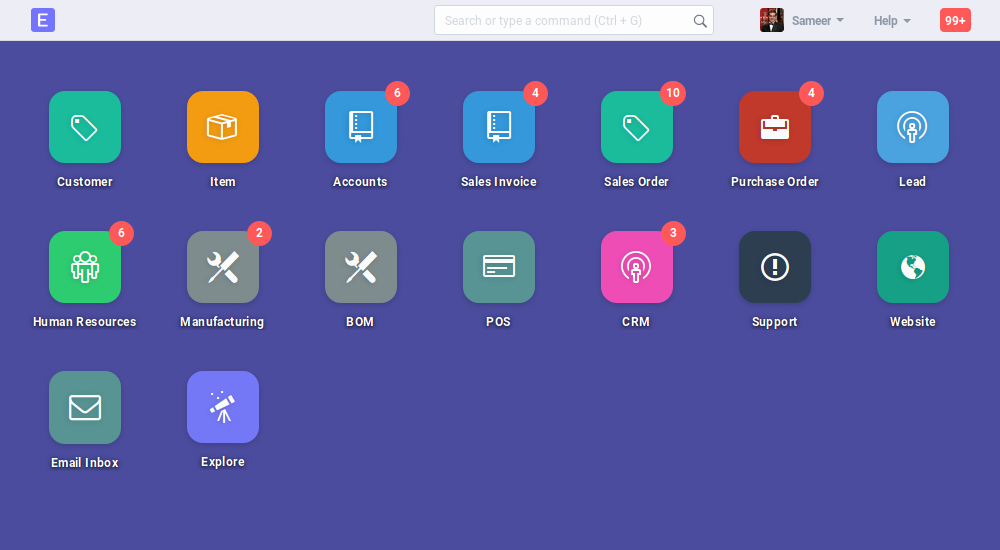 E
Search or type a command (Ctrl + G)
Sameer
Help
99+
6
4
10
4
Customer
Item
Accounts
Sales Invoice
Sales Order
Purchase Order
Lead
6
2
3
Human Resources
Manufacturing
BOM
POS
CRM
Support
Website
Email Inbox
Explore